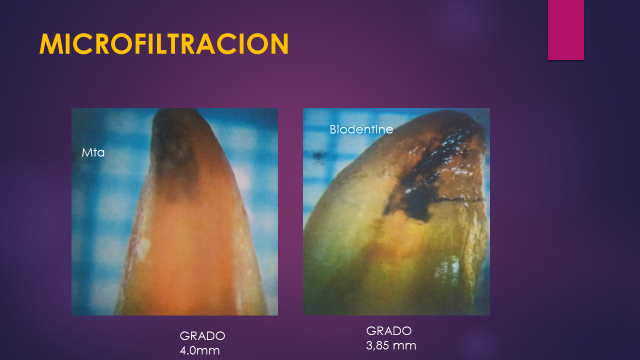 MICROFILTRACION
Mta
Biodentine
GRADO
4.0mm
GRADO
3,85 mm